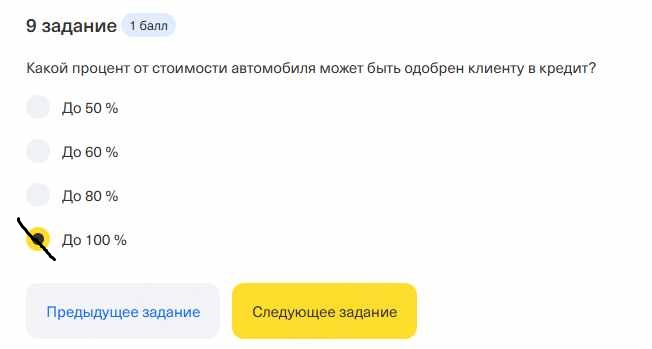 9 задание 1 балл
Какой процент от стоимости автомобиля может быть одобрен клиенту в кредит?
До 50 %
До 60 %
До 80 %
До 100 %
Предыдущее задание Следующее задание